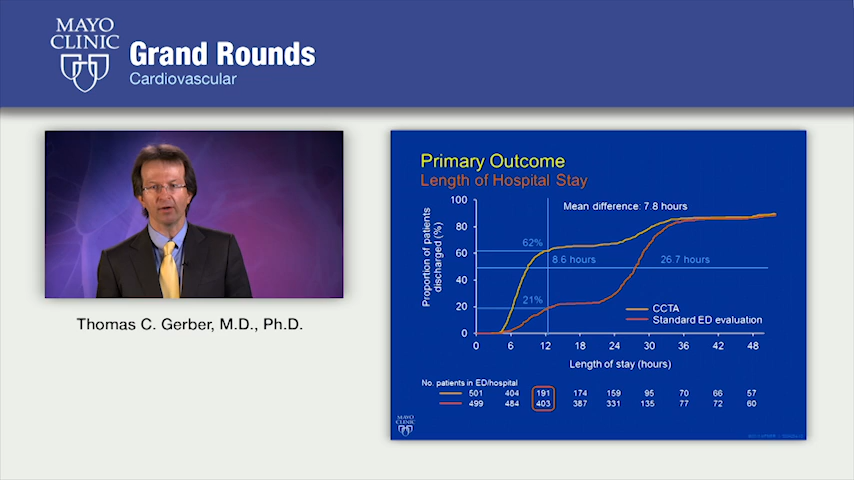 MAYO
CLINIC
Grand Rounds
Cardiovascular
Thomas C. Gerber, M.D., Ph.D.
Primary Outcome
Length of Hospital Stay
Mean difference: 7.8 hours
Proportion of patients
discharged (%)
100
80
60
40
20
0
62%
8.6 hours
26.7 hours
21%
CCTA
Standard ED evaluation
0 6 12 18 24 30 36 42 48
Length of stay (hours)
No. patients in ED/hospital
501 404 191 174 159 95 70 66 57
499 484 403 387 331 135 77 72 60
MAYO
CLINIC